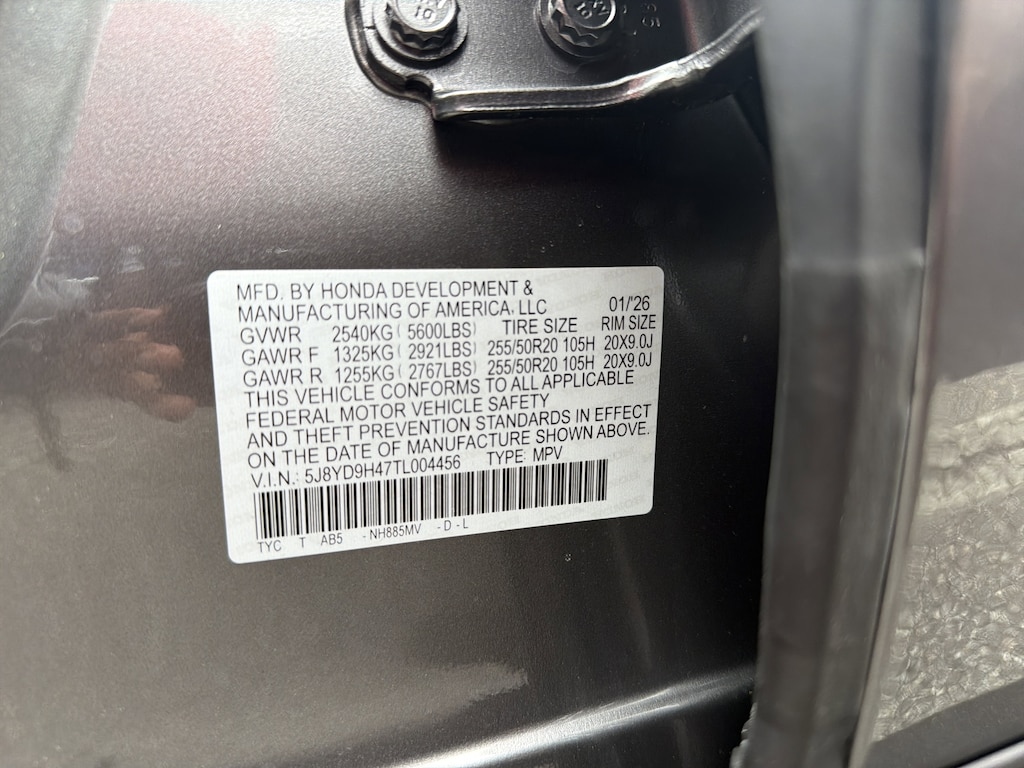 MFD. BY HONDA DEVELOPMENT &
MANUFACTURING OF AMERICA, LLC 01/'26
GVWR 2540KG ( 5600LBS) TIRE SIZE RIM SIZE
GAWR F 1325KG ( 2921LBS) 255/50R20 105H 20X9.0J
GAWR R 1255KG ( 2767LBS) 255/50R20 105H 20X9.0J
THIS VEHICLE CONFORMS TO ALL APPLICABLE
FEDERAL MOTOR VEHICLE SAFETY
AND THEFT PREVENTION STANDARDS IN EFFECT
ON THE DATE OF MANUFACTURE SHOWN ABOVE.
V.I.N.: 5J8YD9H47TL004456 TYPE: MPV
TYC T AB5 - NH885MV - D - L